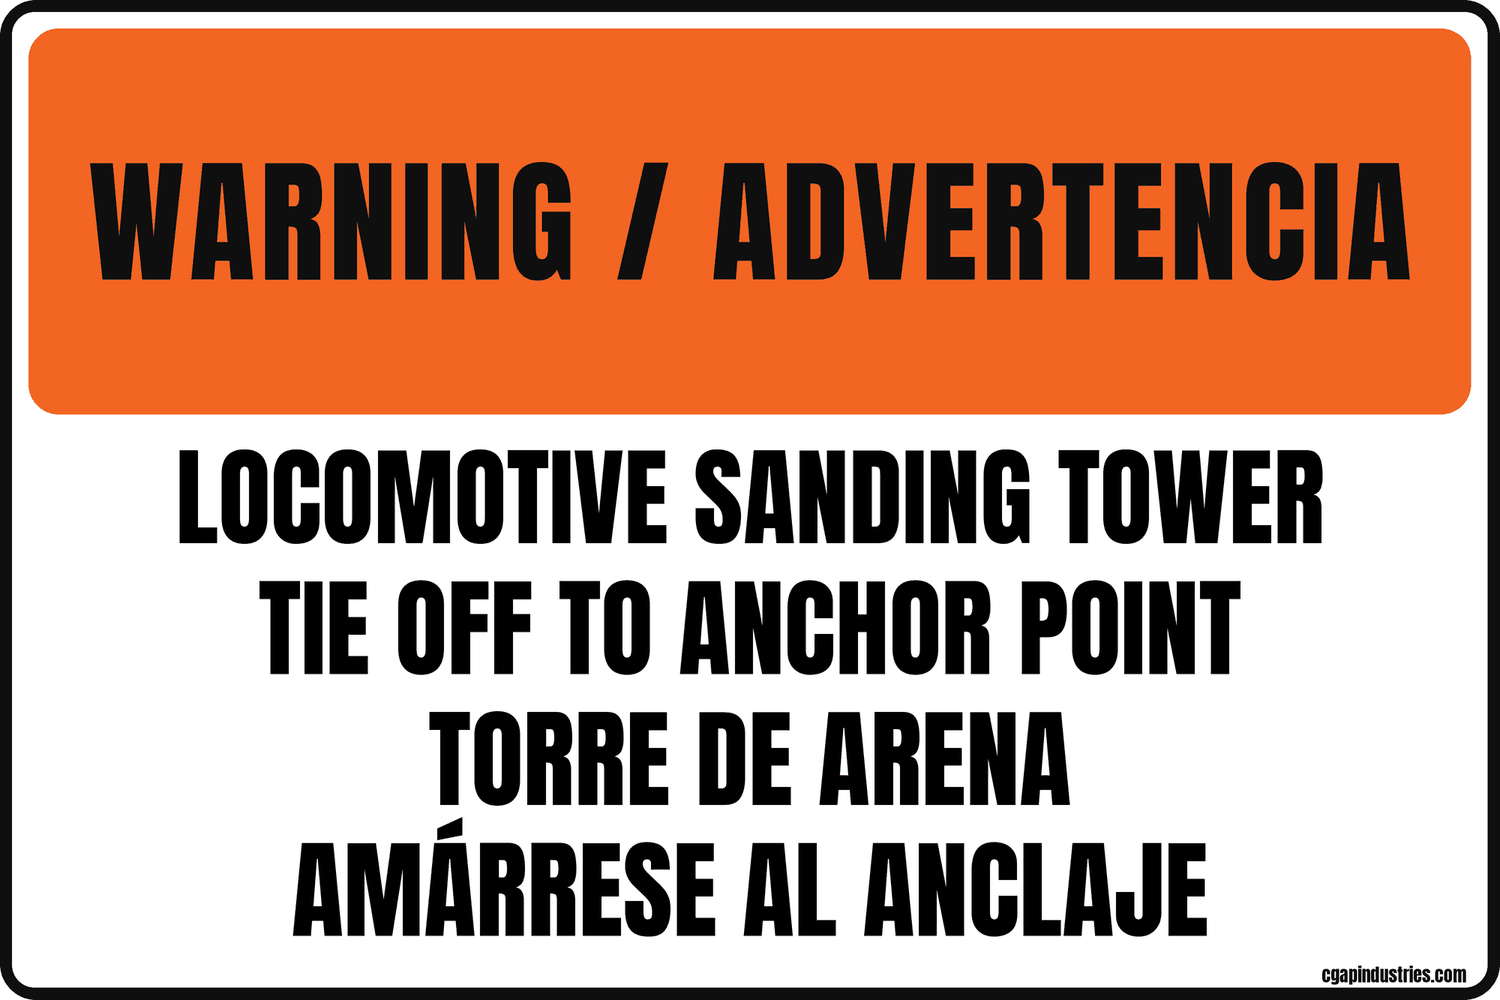 WARNING / ADVERTENCIA
LOCOMOTIVE SANDING TOWER
TIE OFF TO ANCHOR POINT
TORRE DE ARENA
AMÁRRESE AL ANCLAJE
cgapindustries.com